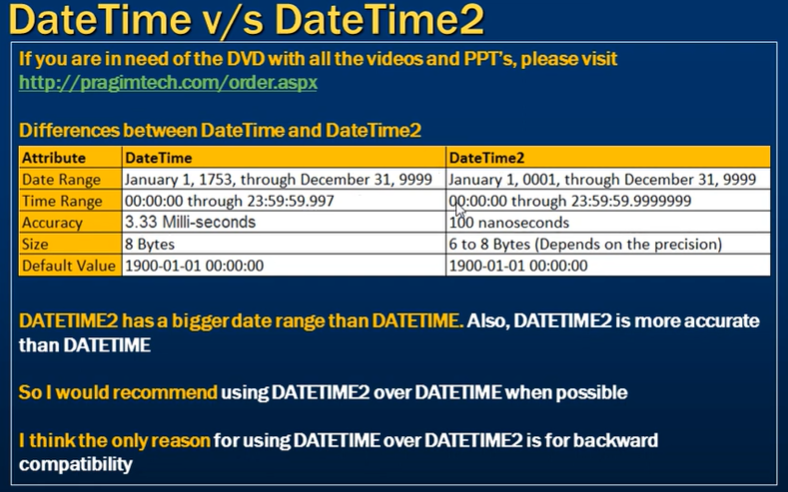 DateTime v/s DateTime2
If you are in need of the DVD with all the videos and PPT's, please visit
http://pragimtech.com/order.aspx
Differences between DateTime and DateTime2
Attribute DateTime DateTime2
Date Range January 1, 1753, through December 31, 9999 January 1, 0001, through December 31, 9999
Time Range 00:00:00 through 23:59:59.997 00:00:00 through 23:59:59.9999999
Accuracy 3.33 Milli-seconds 100 nanoseconds
Size 8 Bytes 6 to 8 Bytes (Depends on the precision)
Default Value 1900-01-01 00:00:00 1900-01-01 00:00:00
DATETIME2 has a bigger date range than DATETIME. Also, DATETIME2 is more accurate
than DATETIME
So I would recommend using DATETIME2 over DATETIME when possible
I think the only reason for using DATETIME over DATETIME2 is for backward
compatibility